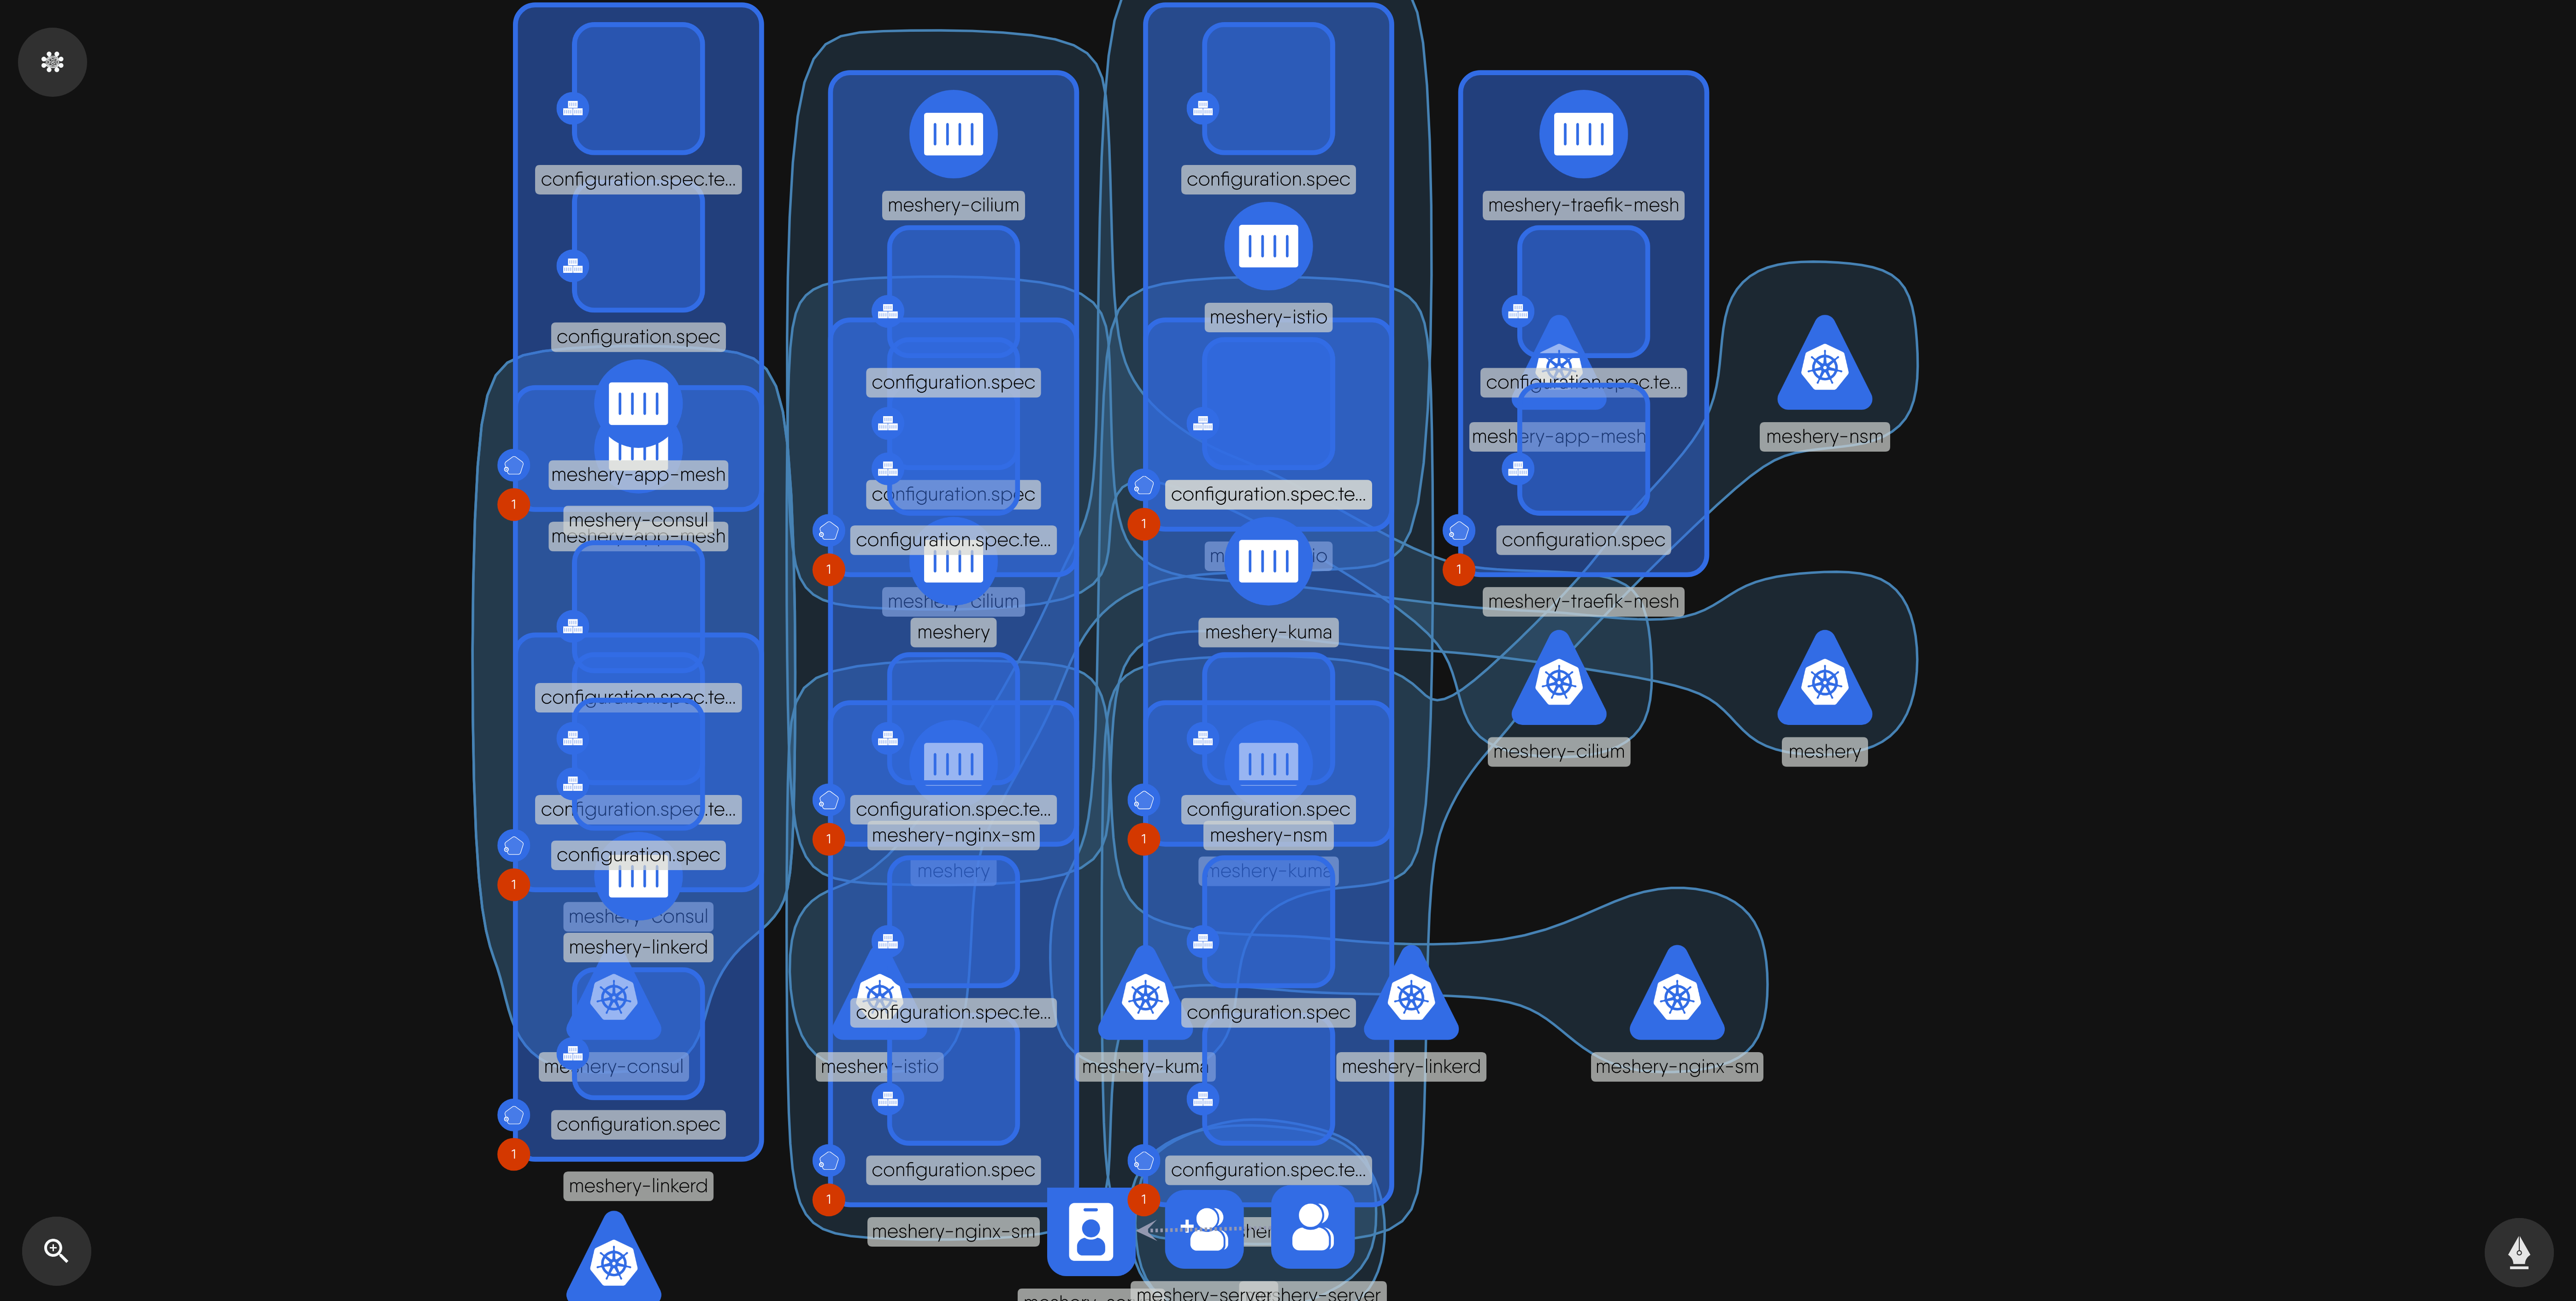 configuration.spec.te...
configuration.spec
meshery-app-mesh
1
meshery-consul
meshery-app-mesh
configuration.spec.te...
configuration.spec.te...
configuration.spec
1
meshery-consul
meshery-linkerd
meshery-consul
configuration.spec
1
meshery-linkerd
meshery-cilium
configuration.spec
configuration.spec
configuration.spec.te...
1
meshery-cilium
meshery
configuration.spec.te...
meshery-nginx-sm
1
meshery
configuration.spec.te...
meshery-istio
configuration.spec
1
meshery-nginx-sm
configuration.spec
meshery-istio
configuration.spec.te...
1
meshery-kuma
configuration.spec
meshery-nsm
1
meshery-kuma
configuration.spec
meshery-kuma
configuration.spec.te...
1
meshery-server
meshery-traefik-mesh
configuration.spec.te...
meshery-app-mesh
configuration.spec
1
meshery-traefik-mesh
meshery-nsm
meshery-cilium
meshery
meshery-linkerd
meshery-nginx-sm